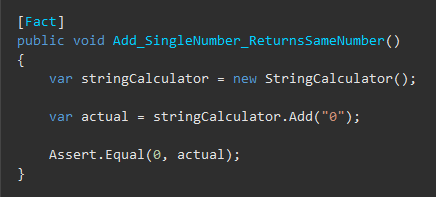 [Fact]
public void Add_SingleNumber_ReturnsSameNumber()
{
    var stringCalculator = new StringCalculator();

    var actual = stringCalculator.Add("0");

    Assert.Equal(0, actual);
}